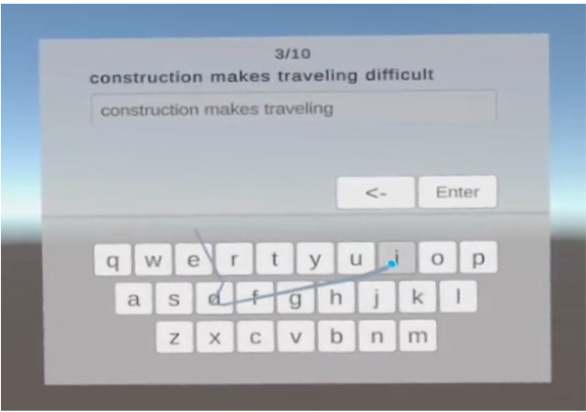 3/10
construction makes traveling difficult
construction makes traveling
<- Enter
q w e r t y u i o p
a s d f g h j k l
z x c v b n m